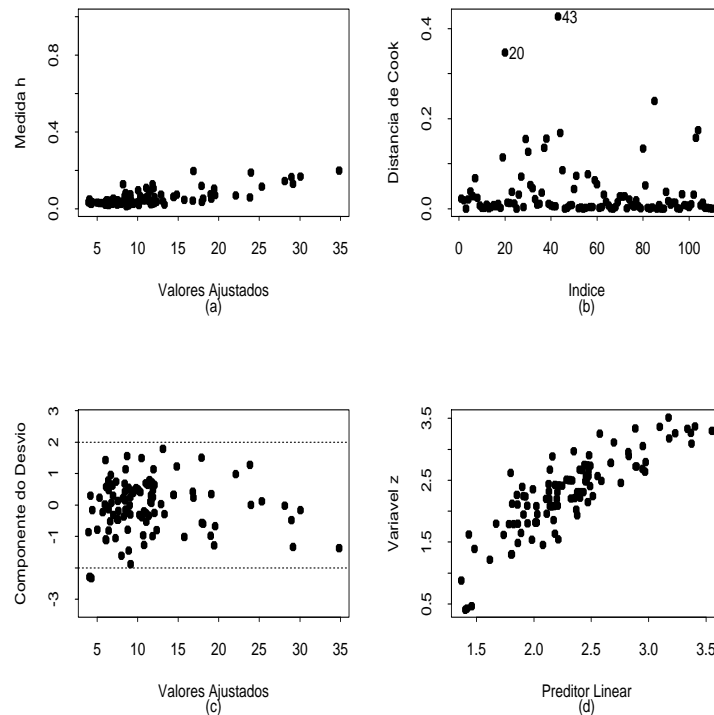 Medida h
0.0 0.4 0.8
5 10 15 20 25 30 35
Valores Ajustados
(a)
Distancia de Cook
0.0 0.2 0.4
43
20
0 20 40 60 80 100
Indice
(b)
Componente do Desvio
-3 -1 0 1 2 3
5 10 15 20 25 30 35
Valores Ajustados
(c)
Variavel z
0.5 1.5 2.5 3.5
1.5 2.0 2.5 3.0 3.5
Preditor Linear
(d)